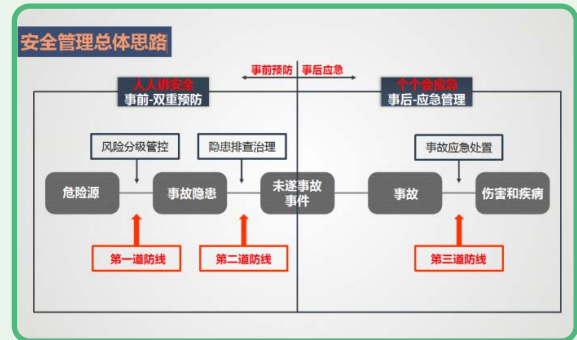 安全管理总体思路
事前预防 事后应急
人人讲安全
事前-双重预防
个个会应急
事后-应急管理
风险分级管控
隐患排查治理
事故应急处置
危险源
事故隐患
未遂事故
事件
事故
伤害和疾病
第一道防线
第二道防线
第三道防线